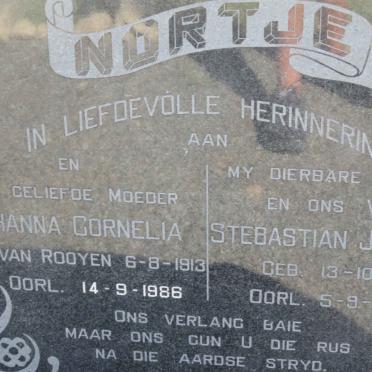 NORTJE
IN LIEFDEVOLLE HERINNERIN
AAN
EN
GELIEFDE MOEDER
HANNA CORNELIA
VAN ROOYEN 6-8-1913
OORL. 14-9-1986
MY DIERBARE
EN ONS
STEBASTIAN J
GEB. 13-10
OORL. 5-9-
ONS VERLANG BAIE
MAAR ONS GUN U DIE RUS
NA DIE AARDSE STRYD.